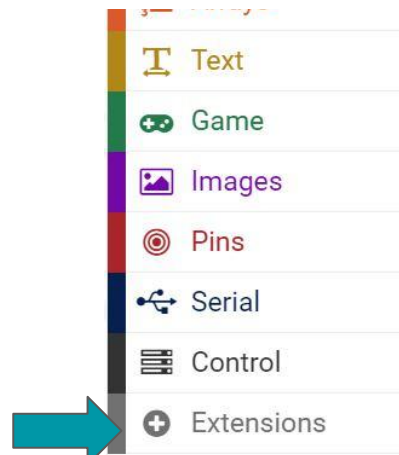 Text
Game
Images
Pins
Serial
Control
Extensions